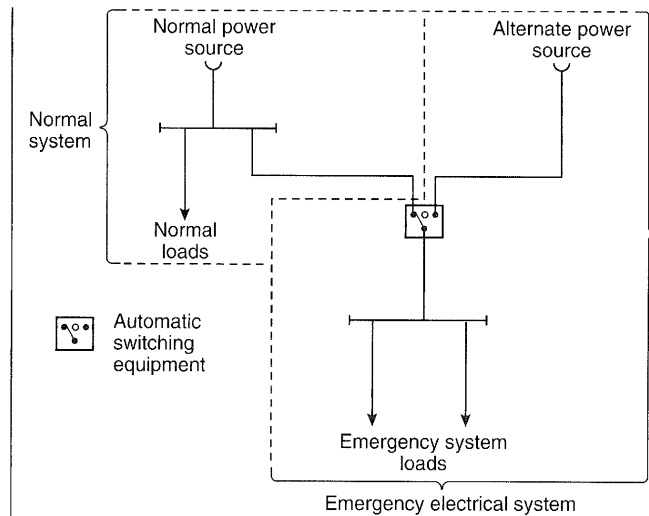 Normal power
source
Alternate power
source
Normal
system
Normal
loads
Automatic
switching
equipment
Emergency system
loads
Emergency electrical system